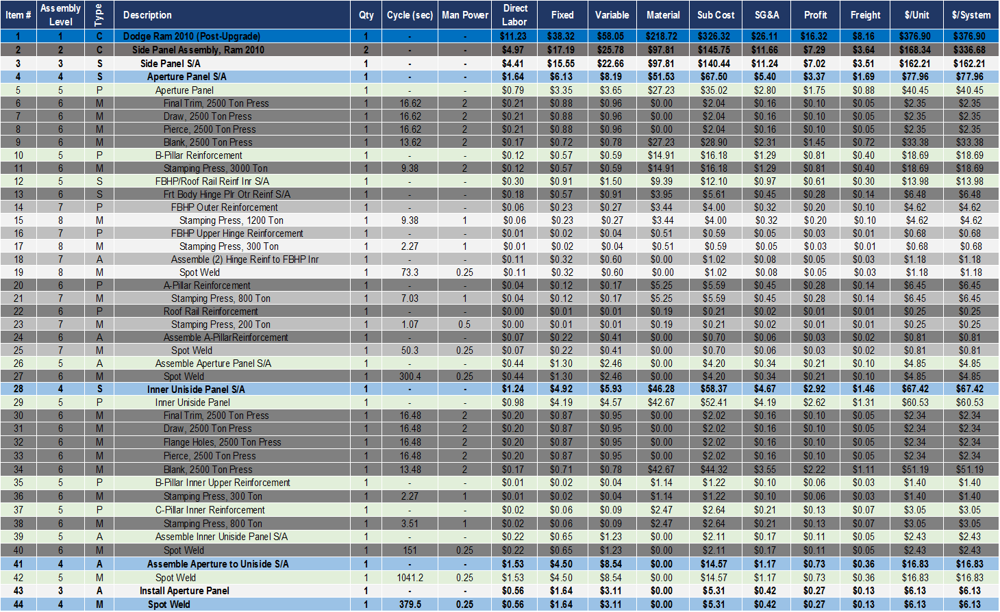 Item # Assembly Level Type Description Qty Cycle (sec) Man Power Direct Labor Fixed Variable Material Sub Cost SG&A Profit Freight $/Unit $/System
1 1 C Dodge Ram 2010 (Post-Upgrade) 1 - - $11.23 $38.32 $58.05 $218.72 $326.32 $26.11 $16.32 $8.16 $376.90 $376.90
2 2 C Side Panel Assembly, Ram 2010 2 - - $4.97 $17.19 $25.78 $97.81 $145.75 $11.66 $7.29 $3.64 $168.34 $336.68
3 3 S Side Panel S/A 1 - - $4.41 $15.55 $22.66 $97.81 $140.44 $11.24 $7.02 $3.51 $162.21 $162.21
4 4 S Aperture Panel S/A 1 - - $1.64 $6.13 $8.19 $51.53 $67.50 $5.40 $3.37 $1.69 $77.96 $77.96
5 5 P Aperture Panel 1 - - $0.79 $3.35 $3.65 $27.23 $35.02 $2.80 $1.75 $0.88 $40.45 $40.45
6 6 M Final Trim, 2500 Ton Press 1 16.62 2 $0.21 $0.88 $0.96 $0.00 $2.04 $0.16 $0.10 $0.05 $2.35 $2.35
7 6 M Draw, 2500 Ton Press 1 16.62 2 $0.21 $0.88 $0.96 $0.00 $2.04 $0.16 $0.10 $0.05 $2.35 $2.35
8 6 M Pierce, 2500 Ton Press 1 16.62 2 $0.21 $0.88 $0.96 $0.00 $2.04 $0.16 $0.10 $0.05 $2.35 $2.35
9 6 M Blank, 2500 Ton Press 1 13.62 2 $0.17 $0.72 $0.78 $27.23 $28.90 $2.31 $1.45 $0.72 $33.38 $33.38
10 5 P B-Pillar Reinforcement 1 - - $0.12 $0.57 $0.59 $14.91 $16.18 $1.29 $0.81 $0.40 $18.69 $18.69
11 6 M Stamping Press, 3000 Ton 1 9.38 2 $0.12 $0.57 $0.59 $14.91 $16.18 $1.29 $0.81 $0.40 $18.69 $18.69
12 5 S FBHP/Roof Rail Reinf Inr S/A 1 - - $0.30 $0.91 $1.50 $9.39 $12.10 $0.97 $0.61 $0.30 $13.98 $13.98
13 6 S Frt Body Hinge Plr Otr Reinf S/A 1 - - $0.18 $0.57 $0.91 $3.95 $5.61 $0.45 $0.28 $0.14 $6.48 $6.48
14 7 P FBHP Outer Reinforcement 1 - - $0.06 $0.23 $0.27 $3.44 $4.00 $0.32 $0.20 $0.10 $4.62 $4.62
15 8 M Stamping Press, 1200 Ton 1 9.38 1 $0.06 $0.23 $0.27 $3.44 $4.00 $0.32 $0.20 $0.10 $4.62 $4.62
16 7 P FBHP Upper Hinge Reinforcement 1 - - $0.01 $0.02 $0.04 $0.51 $0.59 $0.05 $0.03 $0.01 $0.68 $0.68
17 8 M Stamping Press, 300 Ton 1 2.27 1 $0.01 $0.02 $0.04 $0.51 $0.59 $0.05 $0.03 $0.01 $0.68 $0.68
18 7 A Assemble (2) Hinge Reinf to FBHP Inr 1 - - $0.11 $0.32 $0.60 $0.00 $1.02 $0.08 $0.05 $0.03 $1.18 $1.18
19 8 M Spot Weld 1 73.3 0.25 $0.11 $0.32 $0.60 $0.00 $1.02 $0.08 $0.05 $0.03 $1.18 $1.18
20 6 P A-Pillar Reinforcement 1 - - $0.04 $0.12 $0.17 $5.25 $5.59 $0.45 $0.28 $0.14 $6.45 $6.45
21 7 M Stamping Press, 800 Ton 1 7.03 1 $0.04 $0.12 $0.17 $5.25 $5.59 $0.45 $0.28 $0.14 $6.45 $6.45
22 6 P Roof Rail Reinforcement 1 - - $0.00 $0.01 $0.01 $0.19 $0.21 $0.02 $0.01 $0.01 $0.25 $0.25
23 7 M Stamping Press, 200 Ton 1 1.07 0.5 $0.00 $0.01 $0.01 $0.19 $0.21 $0.02 $0.01 $0.01 $0.25 $0.25
24 6 A Assemble A-PillarReinforcement 1 - - $0.07 $0.22 $0.41 $0.00 $0.70 $0.06 $0.03 $0.02 $0.81 $0.81
25 7 M Spot Weld 1 50.3 0.25 $0.07 $0.22 $0.41 $0.00 $0.70 $0.06 $0.03 $0.02 $0.81 $0.81
26 5 A Assemble Aperture Panel S/A 1 - - $0.44 $1.30 $2.46 $0.00 $4.20 $0.34 $0.21 $0.10 $4.85 $4.85
27 6 M Spot Weld 1 300.4 0.25 $0.44 $1.30 $2.46 $0.00 $4.20 $0.34 $0.21 $0.10 $4.85 $4.85
28 4 S Inner Uniside Panel S/A 1 - - $1.24 $4.92 $5.93 $46.28 $58.37 $4.67 $2.92 $1.46 $67.42 $67.42
29 5 P Inner Uniside Panel 1 - - $0.98 $4.19 $4.57 $42.67 $52.41 $4.19 $2.62 $1.31 $60.53 $60.53
30 6 M Final Trim, 2500 Ton Press 1 16.48 2 $0.20 $0.87 $0.95 $0.00 $2.02 $0.16 $0.10 $0.05 $2.34 $2.34
31 6 M Draw, 2500 Ton Press 1 16.48 2 $0.20 $0.87 $0.95 $0.00 $2.02 $0.16 $0.10 $0.05 $2.34 $2.34
32 6 M Flange Holes, 2500 Ton Press 1 16.48 2 $0.20 $0.87 $0.95 $0.00 $2.02 $0.16 $0.10 $0.05 $2.34 $2.34
33 6 M Pierce, 2500 Ton Press 1 16.48 2 $0.20 $0.87 $0.95 $0.00 $2.02 $0.16 $0.10 $0.05 $2.34 $2.34
34 6 M Blank, 2500 Ton Press 1 13.48 2 $0.17 $0.71 $0.78 $42.67 $44.32 $3.55 $2.22 $1.11 $51.19 $51.19
35 5 P B-Pillar Inner Upper Reinforcement 1 - - $0.01 $0.02 $0.04 $1.14 $1.22 $0.10 $0.06 $0.03 $1.40 $1.40
36 6 M Stamping Press, 300 Ton 1 2.27 1 $0.01 $0.02 $0.04 $1.14 $1.22 $0.10 $0.06 $0.03 $1.40 $1.40
37 5 P C-Pillar Inner Reinforcement 1 - - $0.02 $0.06 $0.09 $2.47 $2.64 $0.21 $0.13 $0.07 $3.05 $3.05
38 6 M Stamping Press, 800 Ton 1 3.51 1 $0.02 $0.06 $0.09 $2.47 $2.64 $0.21 $0.13 $0.07 $3.05 $3.05
39 5 A Assemble Inner Uniside Panel S/A 1 - - $0.22 $0.65 $1.23 $0.00 $2.11 $0.17 $0.11 $0.05 $2.43 $2.43
40 6 M Spot Weld 1 151 0.25 $0.22 $0.65 $1.23 $0.00 $2.11 $0.17 $0.11 $0.05 $2.43 $2.43
41 4 A Assemble Aperture to Uniside S/A 1 - - $1.53 $4.50 $8.54 $0.00 $14.57 $1.17 $0.73 $0.36 $16.83 $16.83
42 5 M Spot Weld 1 1041.2 0.25 $1.53 $4.50 $8.54 $0.00 $14.57 $1.17 $0.73 $0.36 $16.83 $16.83
43 3 A Install Aperture Panel 1 - - $0.56 $1.64 $3.11 $0.00 $5.31 $0.42 $0.27 $0.13 $6.13 $6.13
44 4 M Spot Weld 1 379.5 0.25 $0.56 $1.64 $3.11 $0.00 $5.31 $0.42 $0.27 $0.13 $6.13 $6.13